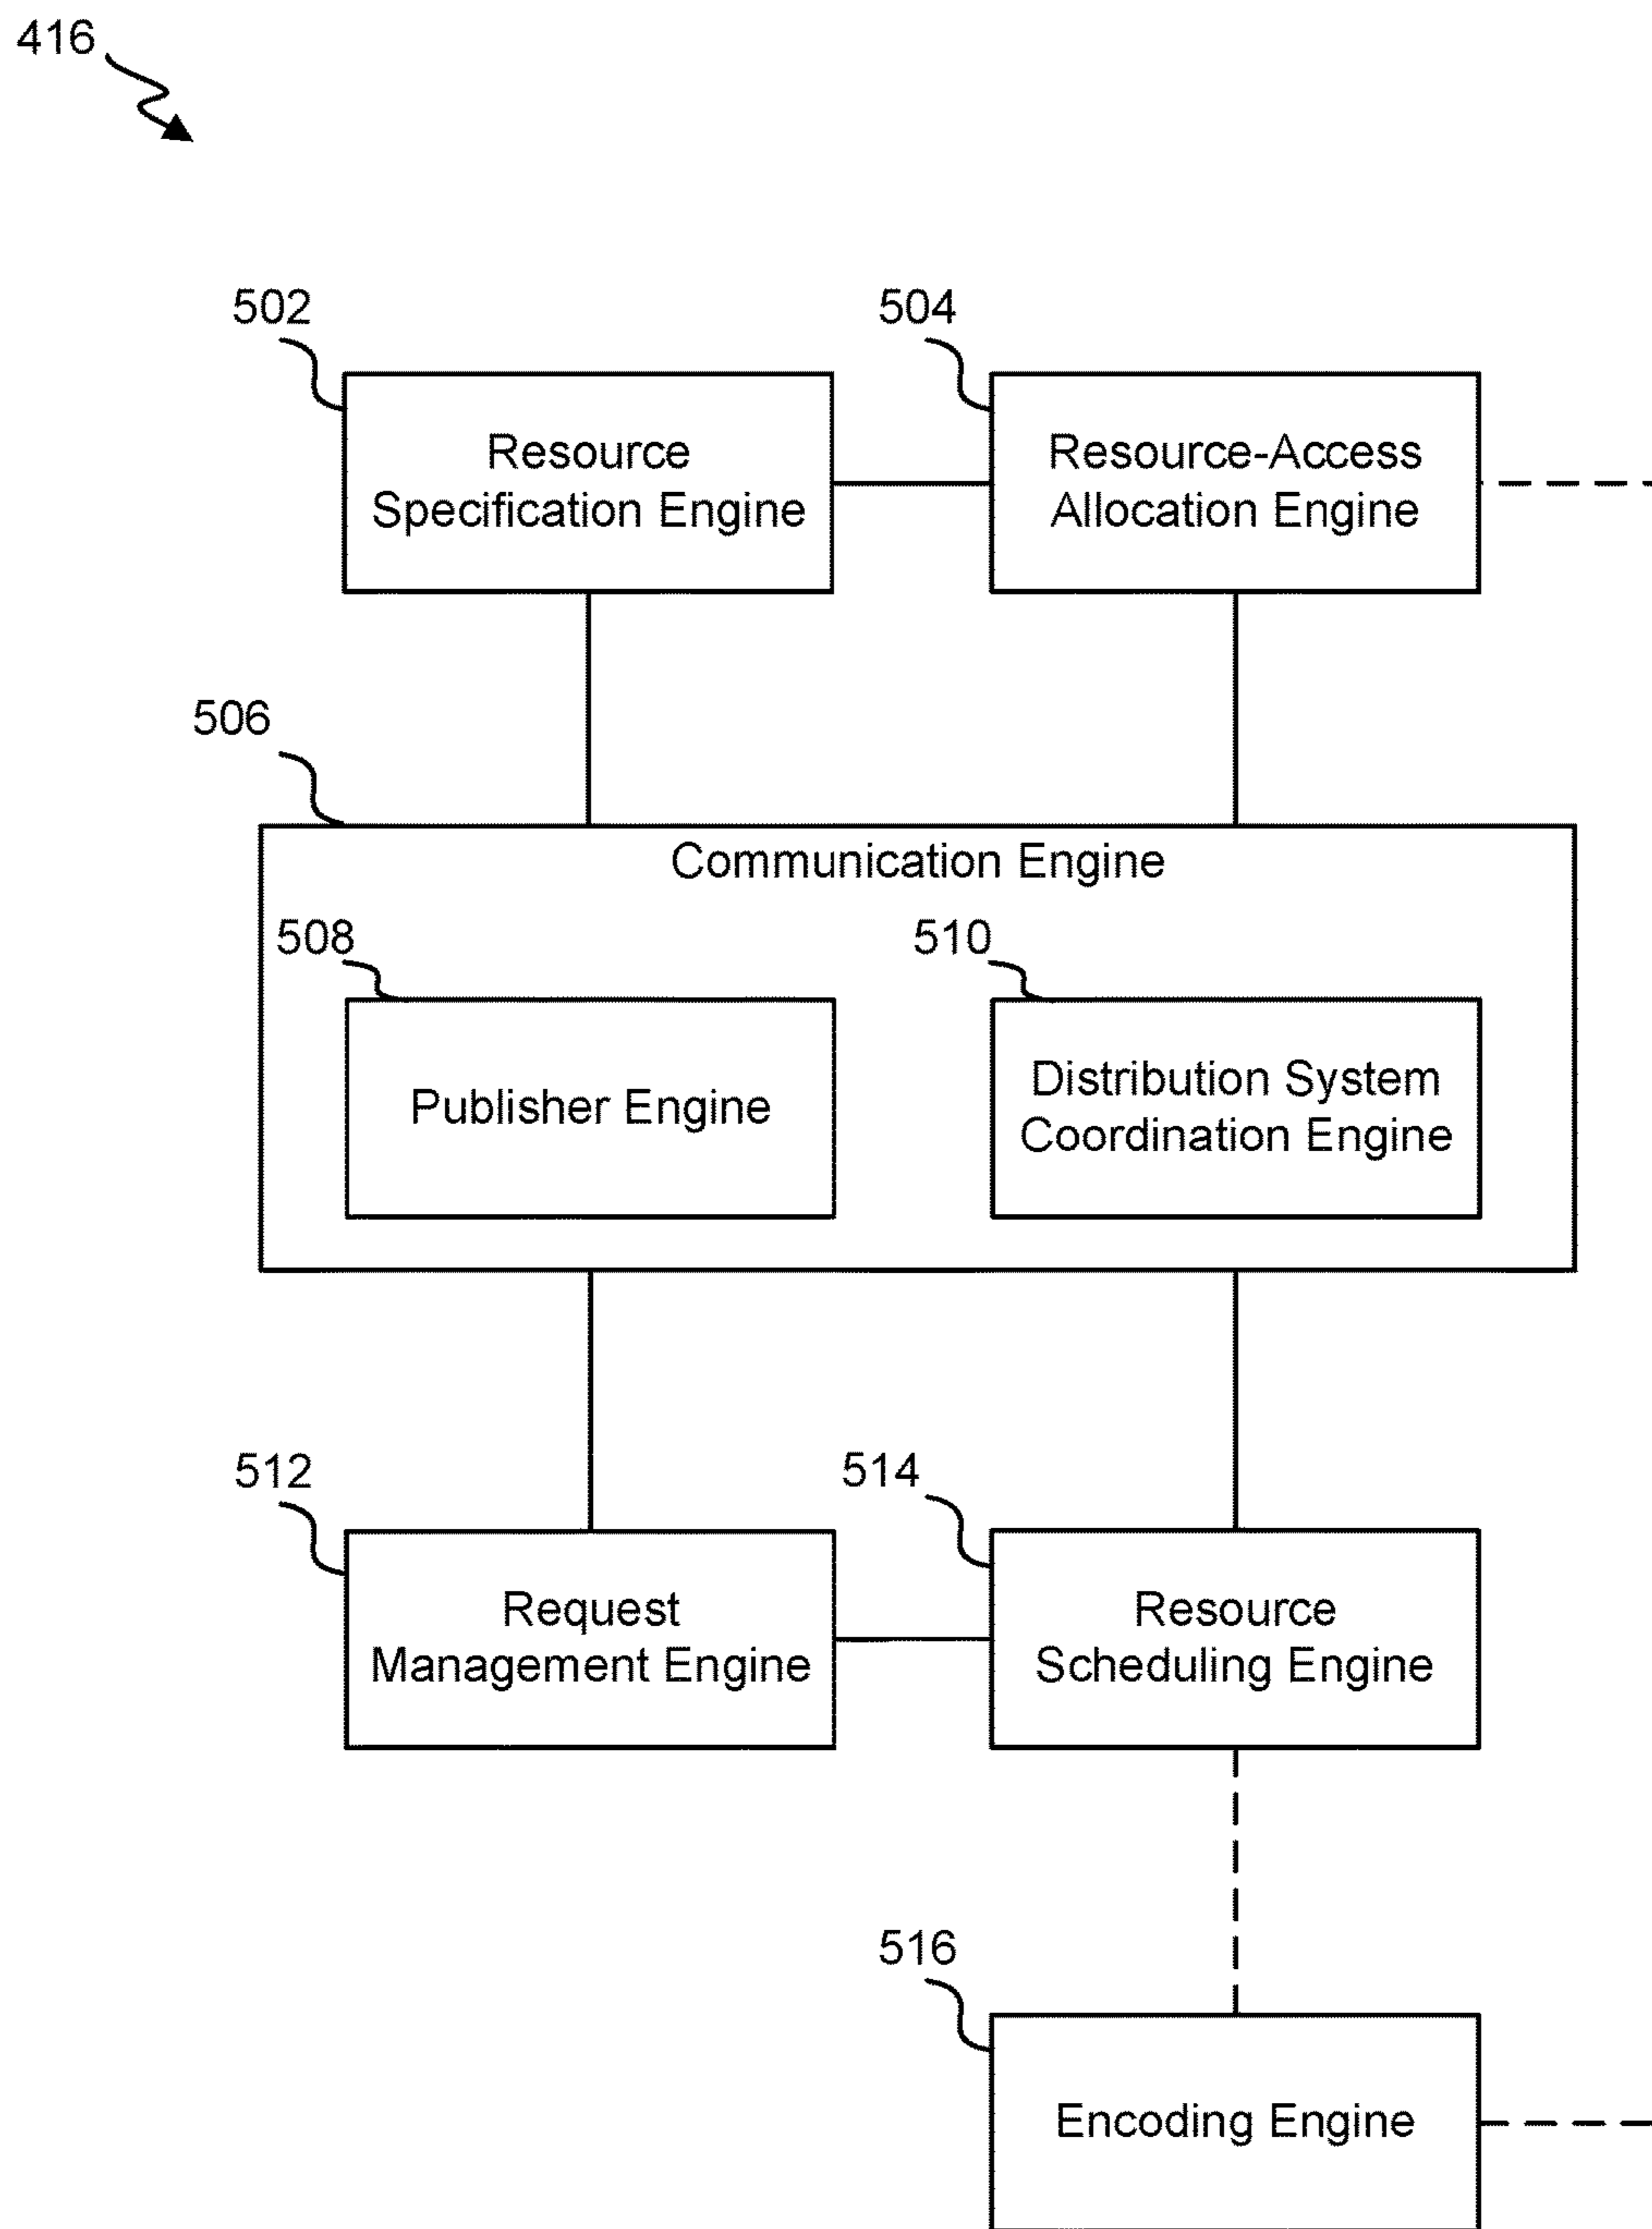 416
502
504
Resource
Specification Engine
Resource-Access
Allocation Engine
506
Communication Engine
508
510
Publisher Engine
Distribution System
Coordination Engine
512
514
Request
Management Engine
Resource
Scheduling Engine
516
Encoding Engine